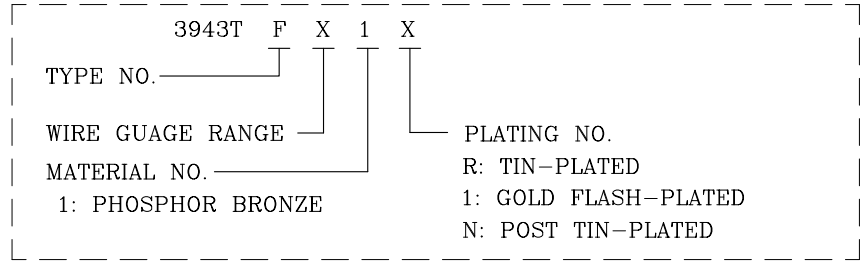 3943T F X 1 X
TYPE NO.
WIRE GUAGE RANGE
PLATING NO.
MATERIAL NO.
R: TIN-PLATED
1: PHOSPHOR BRONZE
1: GOLD FLASH-PLATED
N: POST TIN-PLATED